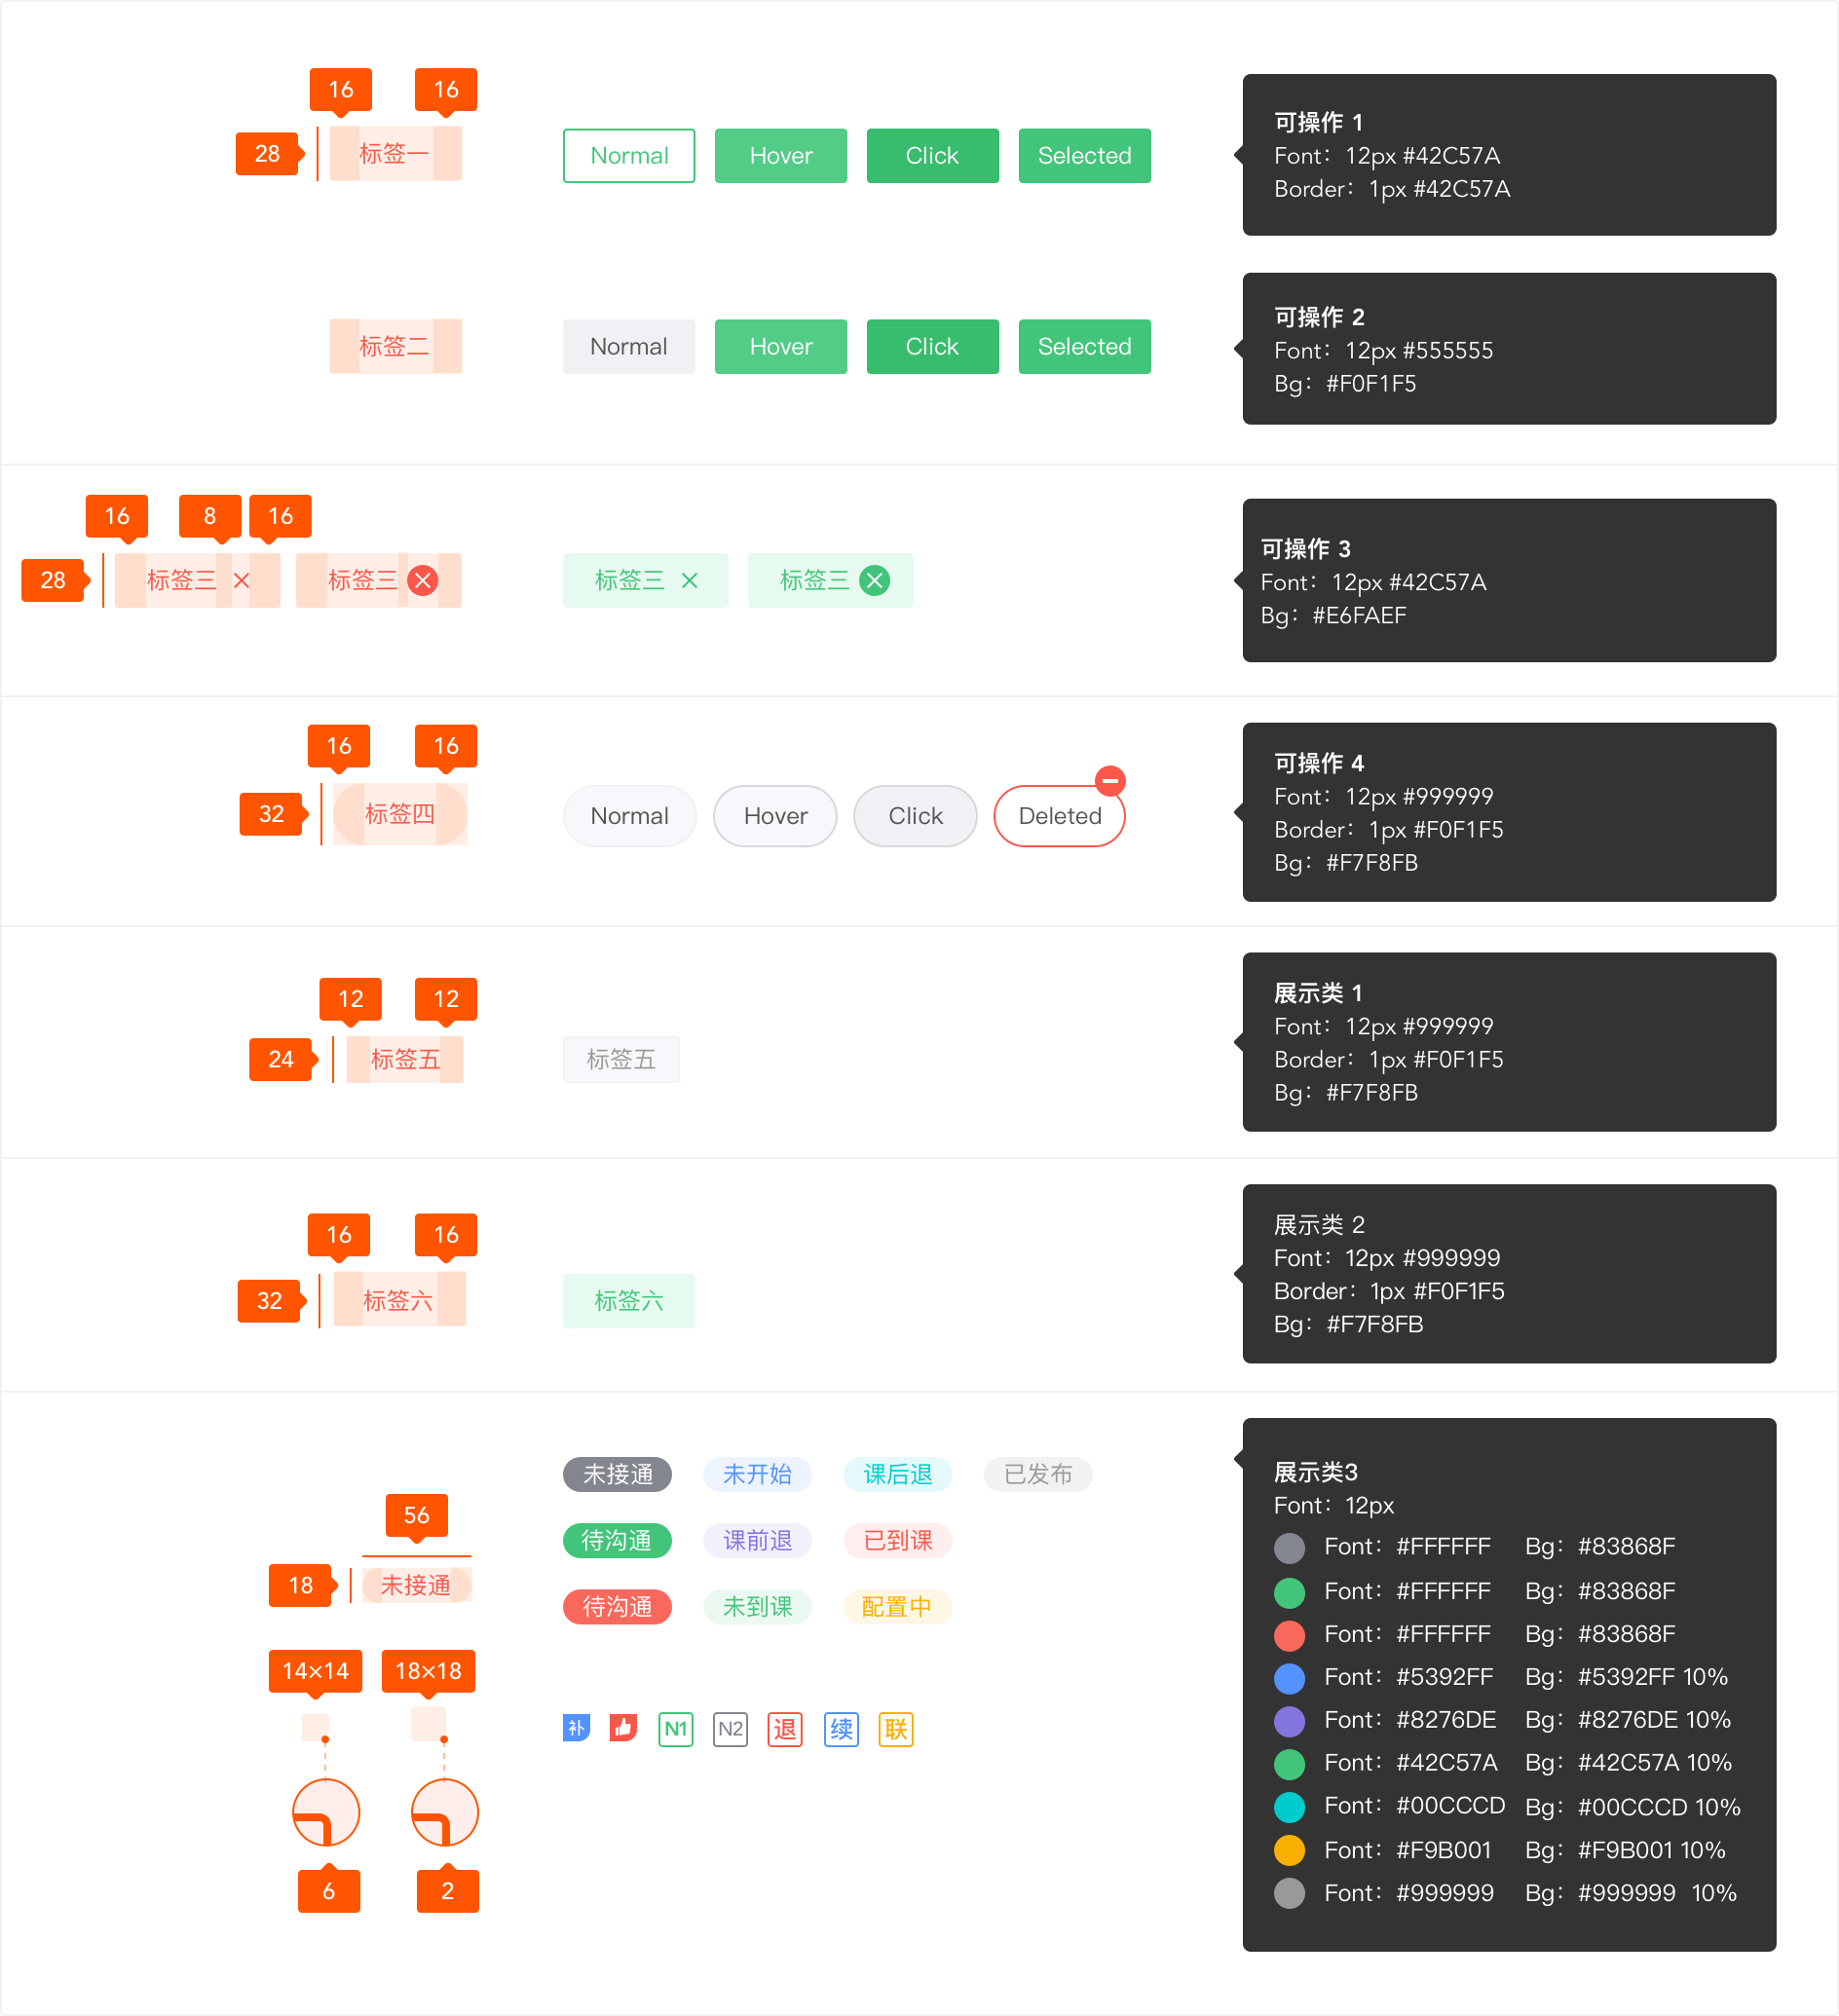 16 16
28 标签一 Normal Hover Click Selected
可操作 1
Font：12px #42C57A
Border：1px #42C57A
标签二 Normal Hover Click Selected
可操作 2
Font：12px #555555
Bg：#F0F1F5
16 8 16
28 标签三 × 标签三 × 标签三 × 标签三 ×
可操作 3
Font：12px #42C57A
Bg：#E6FAEF
16 16
32 标签四 Normal Hover Click Deleted
可操作 4
Font：12px #999999
Border：1px #F0F1F5
Bg：#F7F8FB
12 12
24 标签五 标签五
展示类 1
Font：12px #999999
Border：1px #F0F1F5
Bg：#F7F8FB
16 16
32 标签六 标签六
展示类 2
Font：12px #999999
Border：1px #F0F1F5
Bg：#F7F8FB
未接通 未开始 课后退 已发布
56
待沟通 课前退 已到课
18 未接通
待沟通 未到课 配置中
14×14 18×18
补 N1 N2 退 续 联
6 2
展示类3
Font：12px
Font：#FFFFFF Bg：#83868F
Font：#FFFFFF Bg：#83868F
Font：#FFFFFF Bg：#83868F
Font：#5392FF Bg：#5392FF 10%
Font：#8276DE Bg：#8276DE 10%
Font：#42C57A Bg：#42C57A 10%
Font：#00CCCD Bg：#00CCCD 10%
Font：#F9B001 Bg：#F9B001 10%
Font：#999999 Bg：#999999 10%